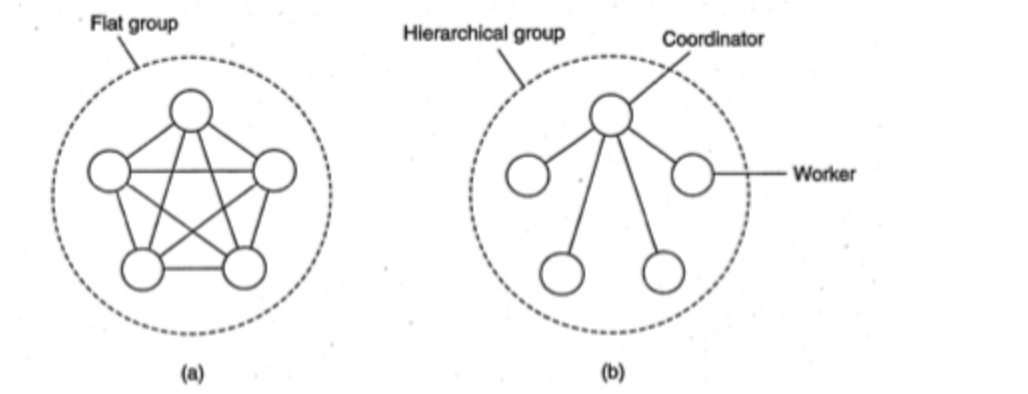 Flat group
Hierarchical group
Coordinator
Worker
(a)
(b)